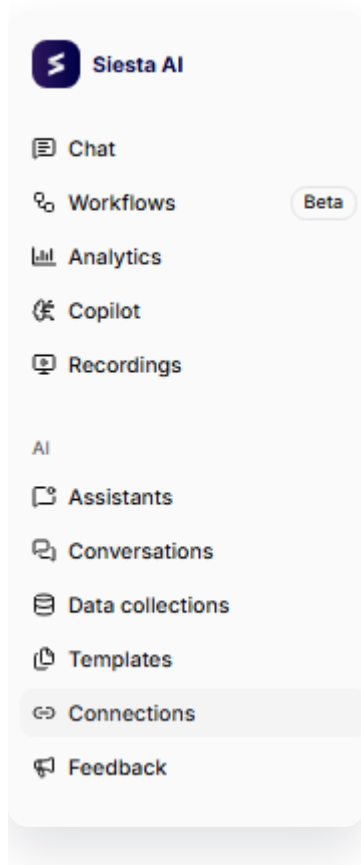 Siesta AI
Chat
Workflows Beta
Analytics
Copilot
Recordings
AI
Assistants
Conversations
Data collections
Templates
Connections
Feedback